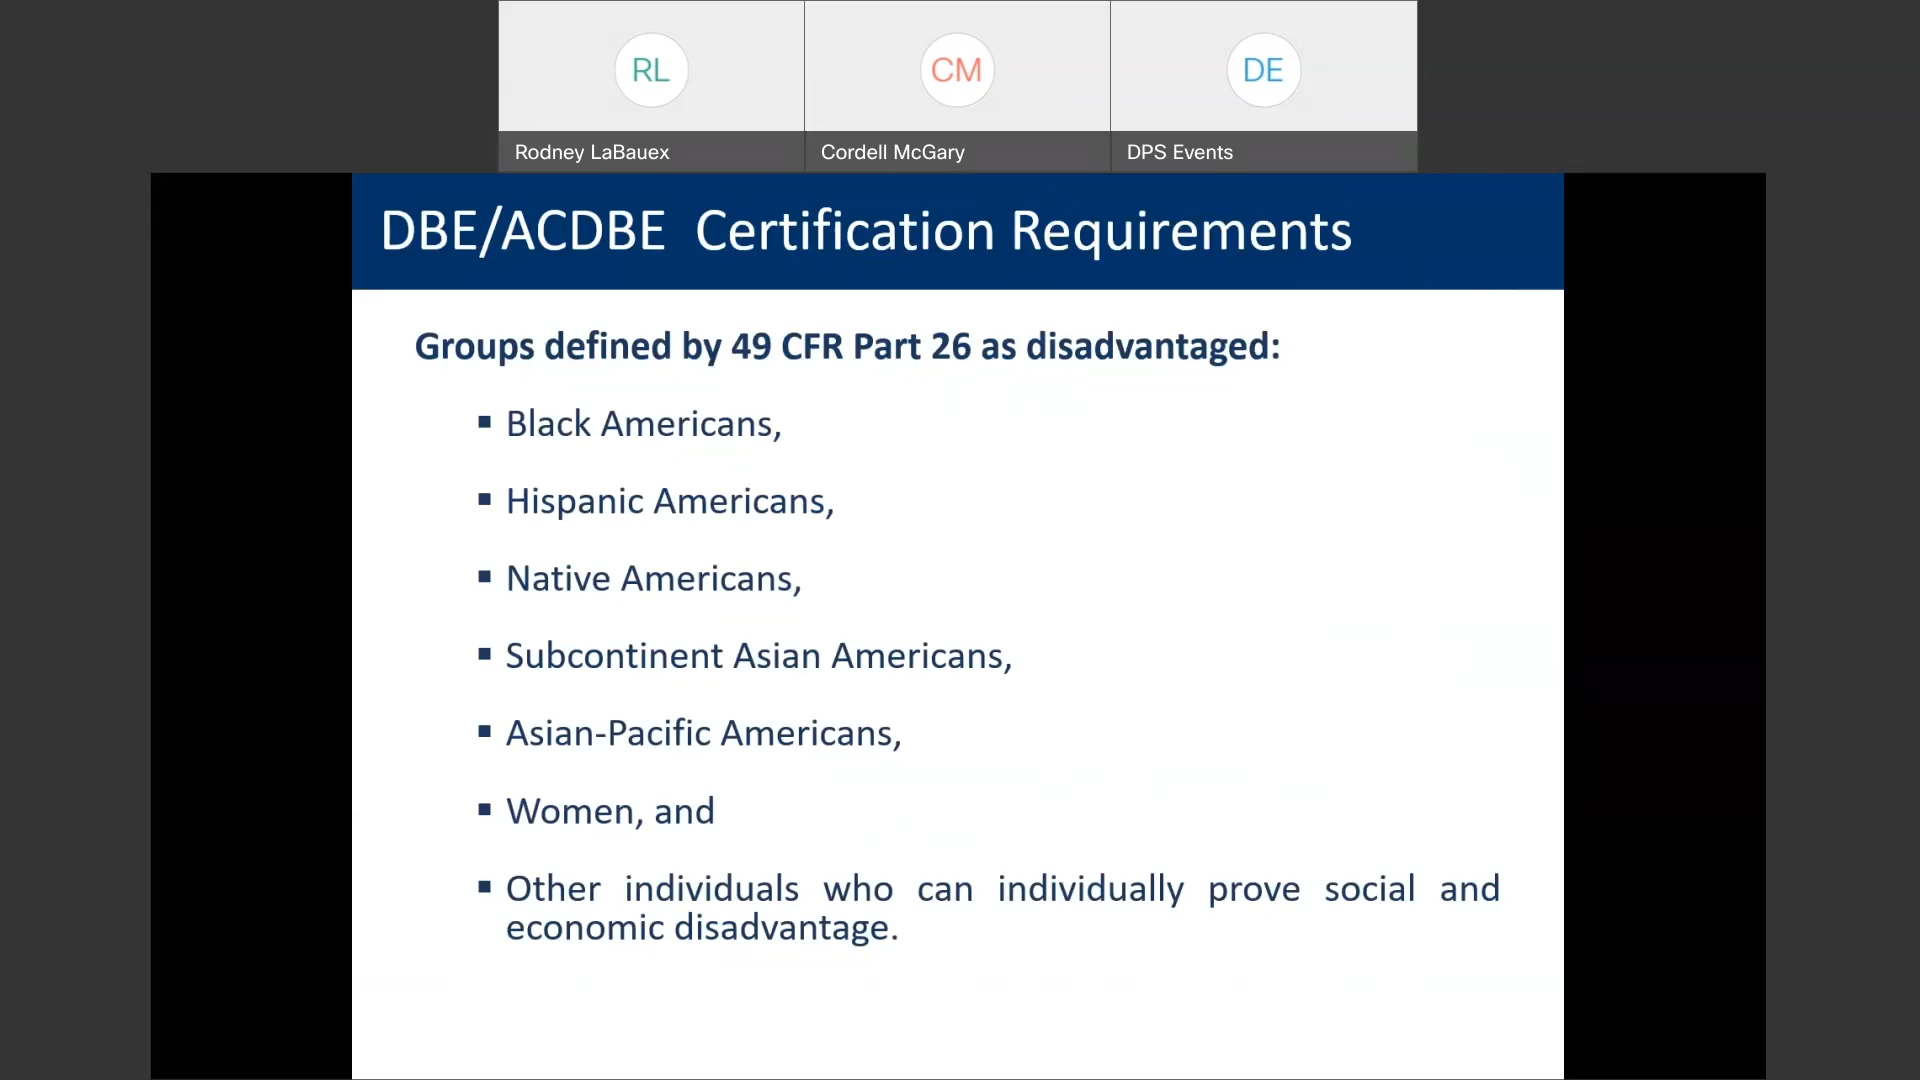 RL
CM
DE
Rodney LaBauex
Cordell McGary
DPS Events
DBE/ACDBE Certification Requirements
Groups defined by 49 CFR Part 26 as disadvantaged:
▪ Black Americans,
▪ Hispanic Americans,
▪ Native Americans,
▪ Subcontinent Asian Americans,
▪ Asian-Pacific Americans,
▪ Women, and
▪ Other individuals who can individually prove social and
economic disadvantage.